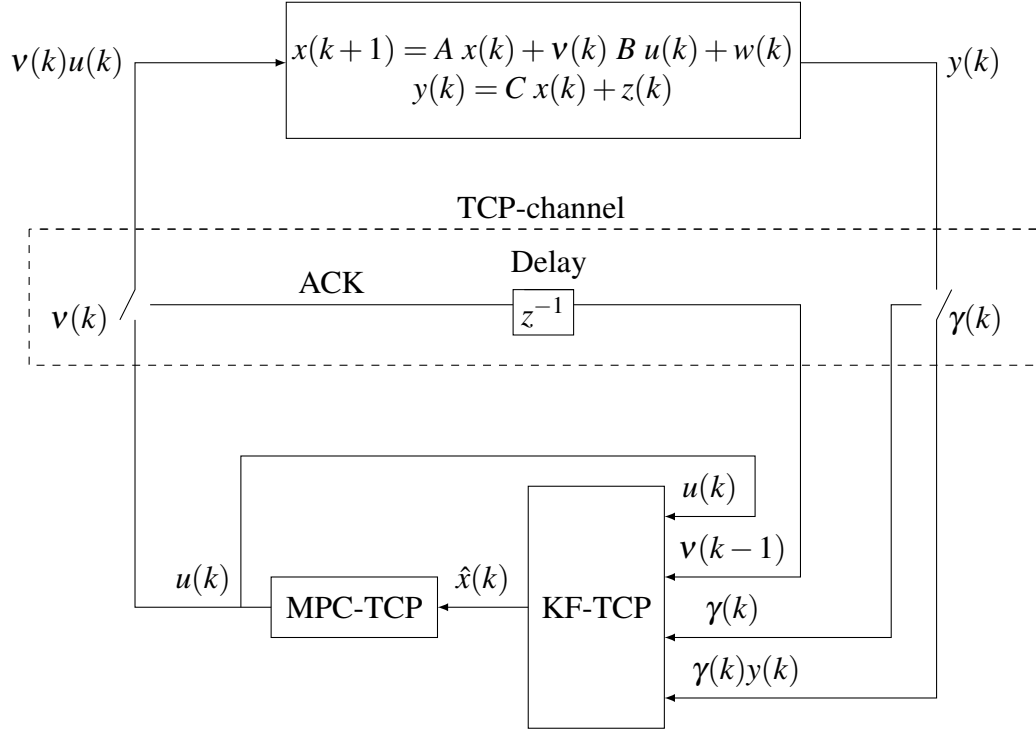 x(k+1) = A x(k) + ν(k) B u(k) + w(k)
y(k) = C x(k) + z(k)
ν(k)u(k)
y(k)
TCP-channel
Delay
ACK
z⁻¹
ν(k)
γ(k)
u(k)
ν(k−1)
u(k)
MPC-TCP
x̂(k)
KF-TCP
γ(k)
γ(k)y(k)